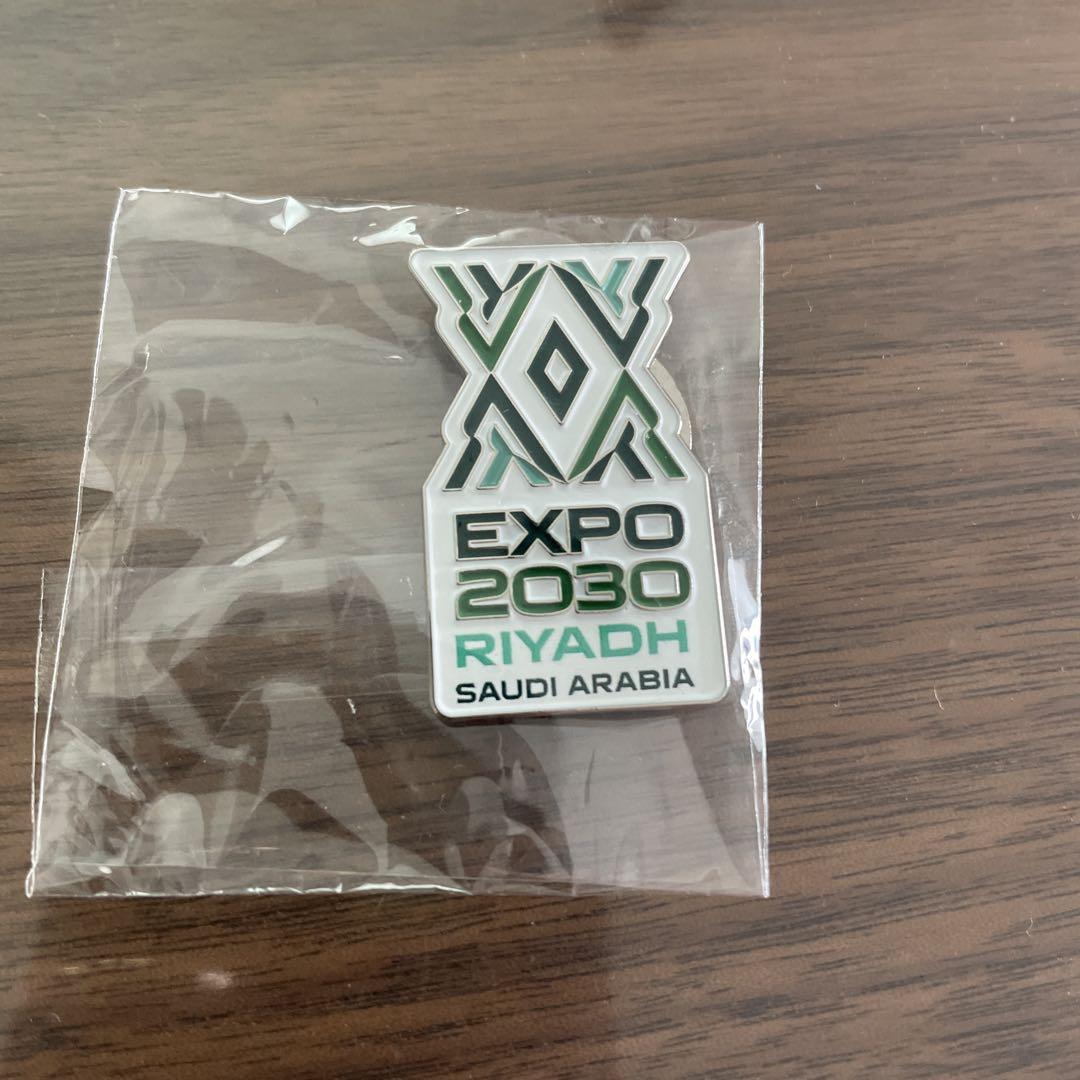 EXPO
2030
RIYADH
SAUDI ARABIA